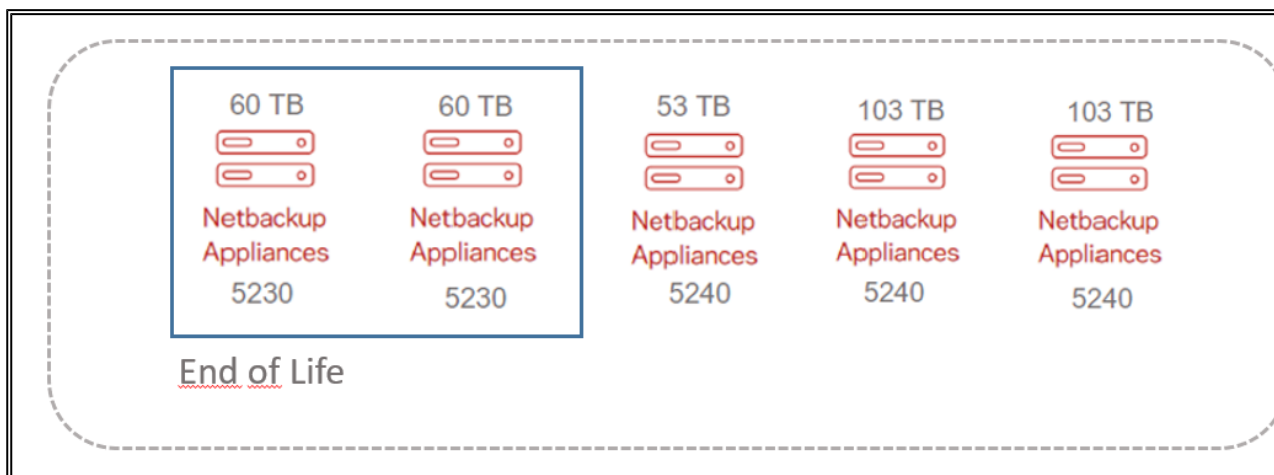 60 TB 60 TB 53 TB 103 TB 103 TB
Netbackup Netbackup Netbackup Netbackup Netbackup
Appliances Appliances Appliances Appliances Appliances
5230 5230 5240 5240 5240
End of Life